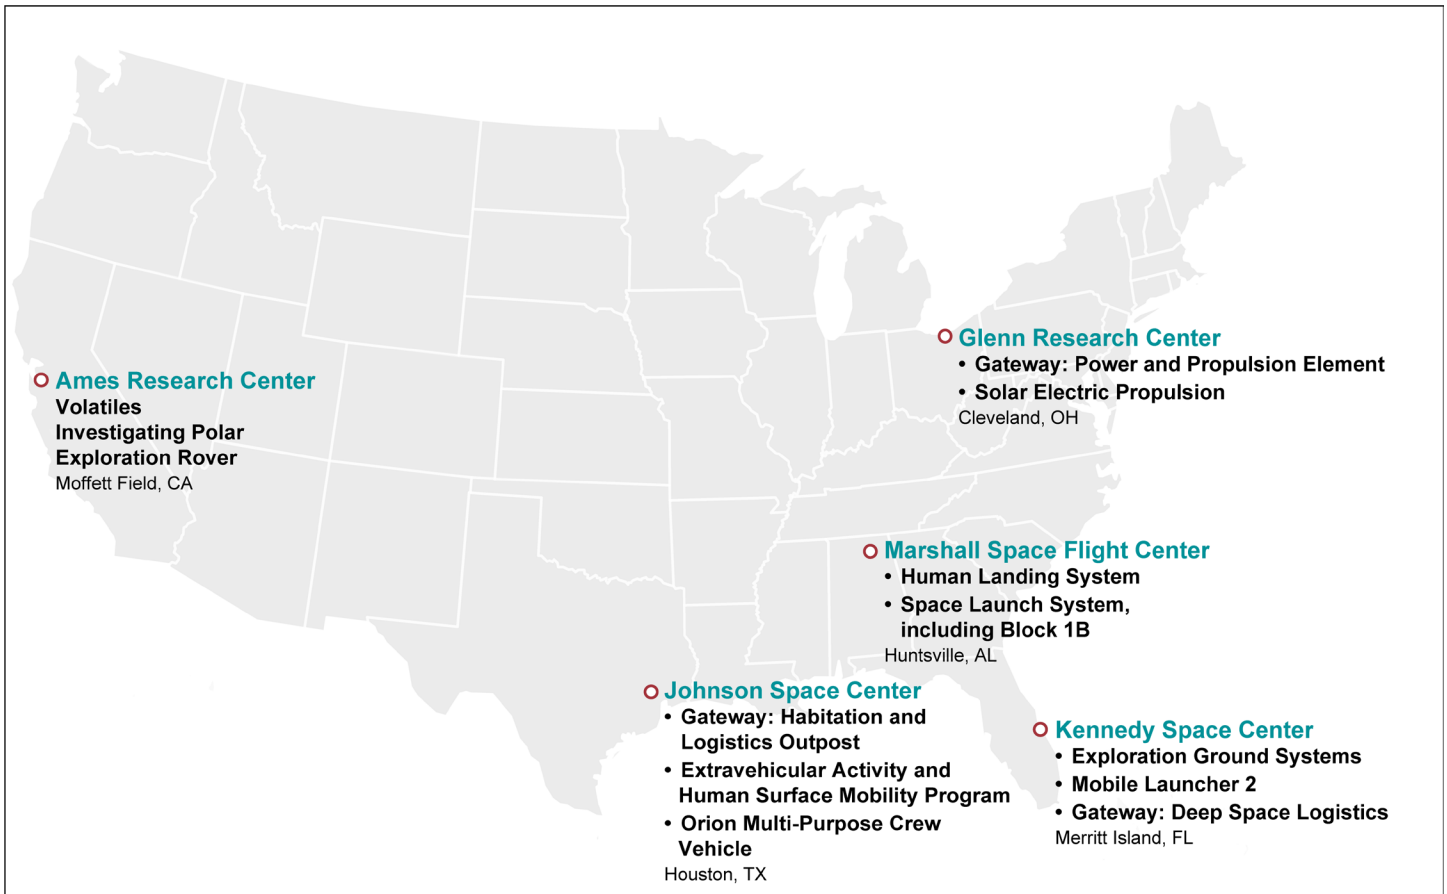 Glenn Research Center
• Gateway: Power and Propulsion Element
• Solar Electric Propulsion
Cleveland, OH
Ames Research Center
Volatiles
Investigating Polar
Exploration Rover
Moffett Field, CA
Marshall Space Flight Center
• Human Landing System
• Space Launch System,
including Block 1B
Huntsville, AL
Johnson Space Center
• Gateway: Habitation and
Logistics Outpost
• Extravehicular Activity and
Human Surface Mobility Program
• Orion Multi-Purpose Crew
Vehicle
Houston, TX
Kennedy Space Center
• Exploration Ground Systems
• Mobile Launcher 2
• Gateway: Deep Space Logistics
Merritt Island, FL